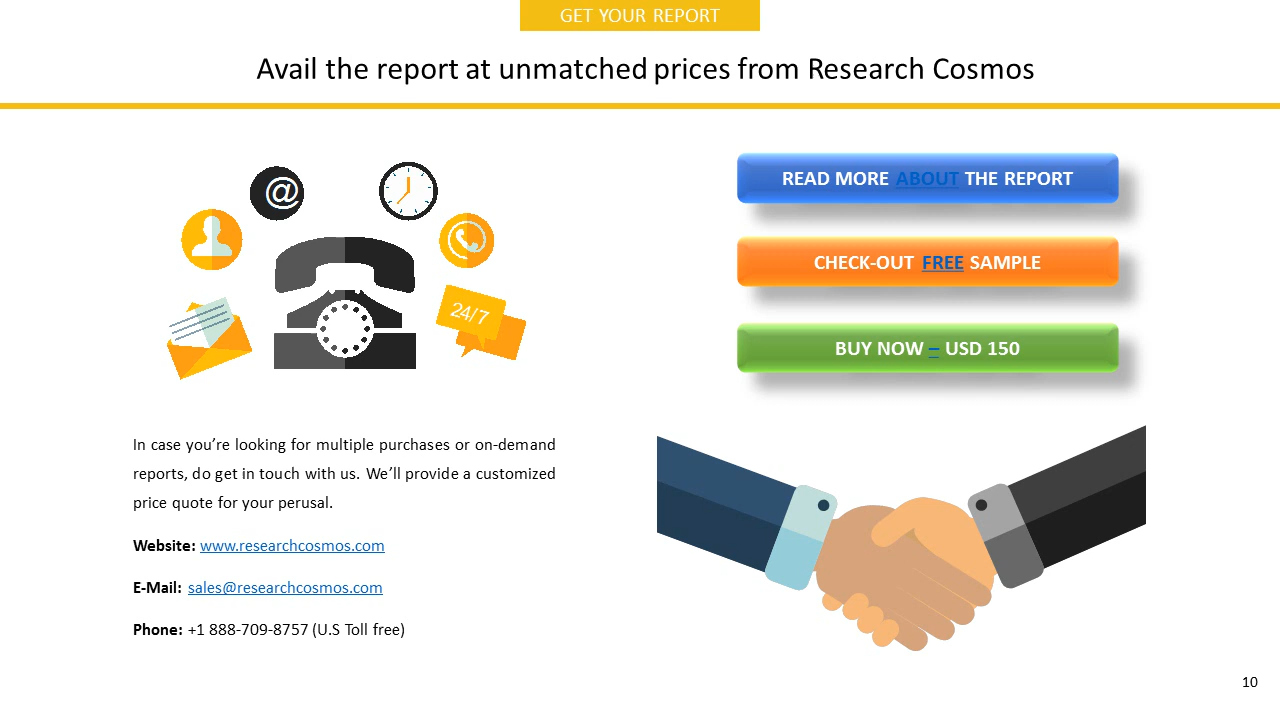 GET YOUR REPORT
Avail the report at unmatched prices from Research Cosmos
@
24/7
READ MORE ABOUT THE REPORT
CHECK-OUT FREE SAMPLE
BUY NOW – USD 150
In case you’re looking for multiple purchases or on-demand
reports, do get in touch with us. We’ll provide a customized
price quote for your perusal.
Website: www.researchcosmos.com
E-Mail: sales@researchcosmos.com
Phone: +1 888-709-8757 (U.S Toll free)
10